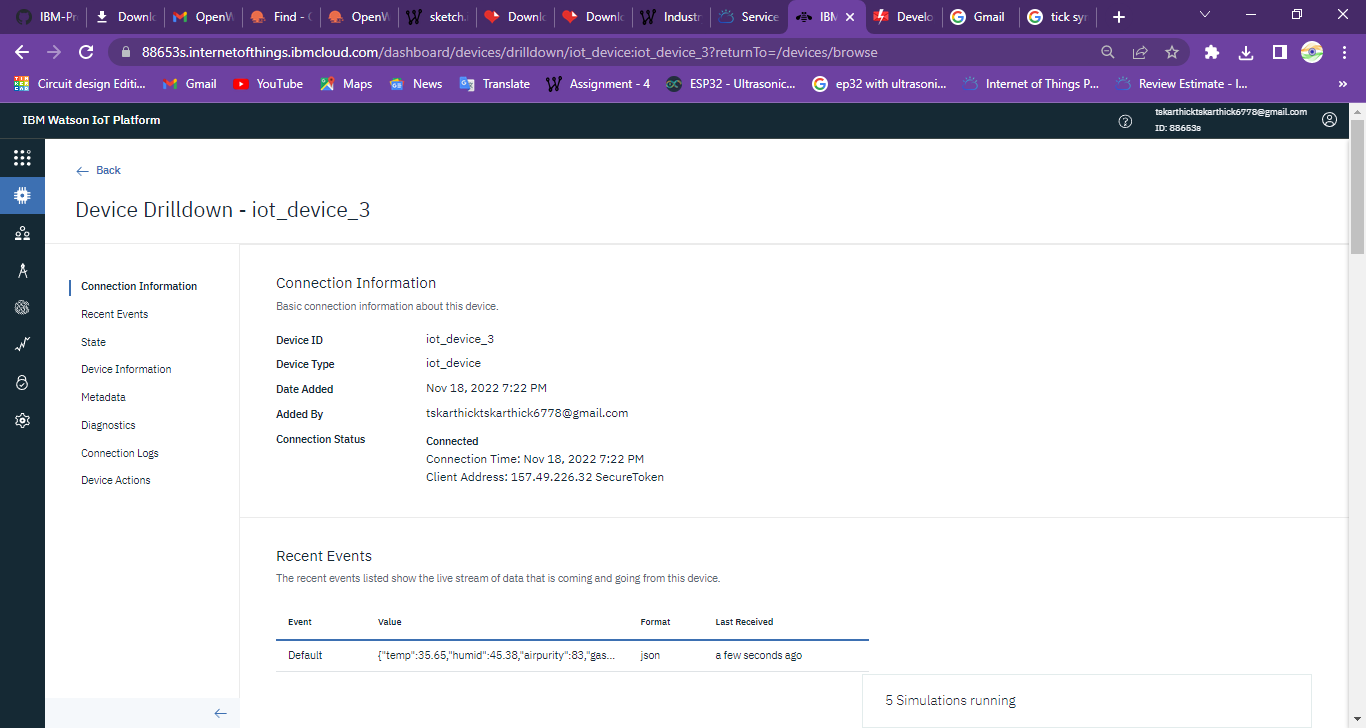 IBM-Pr
Downlo
OpenW
Find - (
OpenW
sketch.
Downlo
Downlo
Industr
Service
IBM
Develo
Gmail
tick syr
88653s.internetofthings.ibmcloud.com/dashboard/devices/drilldown/iot_device:iot_device_3?returnTo=/devices/browse
Circuit design Editi...
Gmail
YouTube
Maps
News
Translate
Assignment - 4
ESP32 - Ultrasonic...
ep32 with ultrasoni...
Internet of Things P...
Review Estimate - I...
»
IBM Watson IoT Platform
tskarthicktskarthick6778@gmail.com
ID: 88653s
Back
Device Drilldown - iot_device_3
Connection Information
Recent Events
State
Device Information
Metadata
Diagnostics
Connection Logs
Device Actions
Connection Information
Basic connection information about this device.
Device ID iot_device_3
Device Type iot_device
Date Added Nov 18, 2022 7:22 PM
Added By tskarthicktskarthick6778@gmail.com
Connection Status Connected
Connection Time: Nov 18, 2022 7:22 PM
Client Address: 157.49.226.32 SecureToken
Recent Events
The recent events listed show the live stream of data that is coming and going from this device.
Event Value Format Last Received
Default {"temp":35.65,"humid":45.38,"airpurity":83,"gas... json a few seconds ago
5 Simulations running